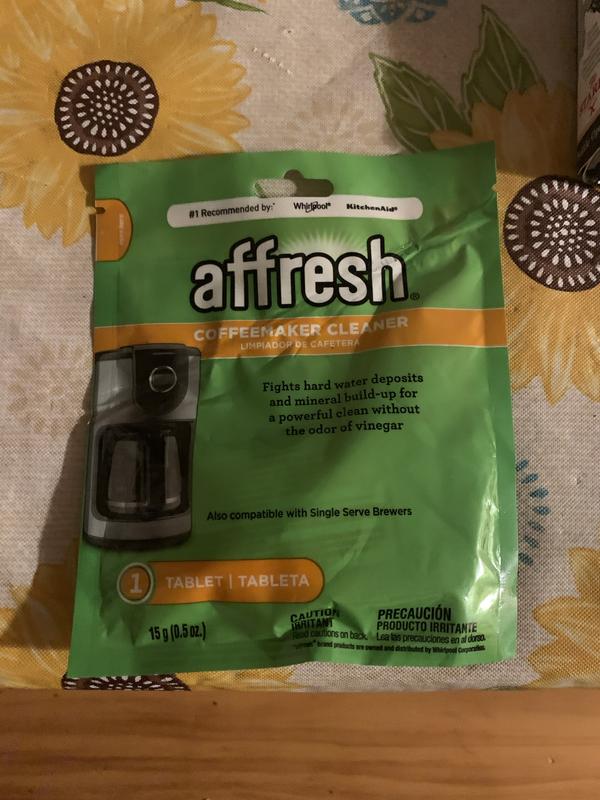 #1 Recommended by:* Whirlpool® KitchenAid®
affresh®
COFFEEMAKER CLEANER
LIMPIADOR DE CAFETERA
Fights hard water deposits
and mineral build-up for
a powerful clean without
the odor of vinegar
Also compatible with Single Serve Brewers
1 TABLET | TABLETA
15 g (0.5 oz.)
CAUTION
IRRITANT
Read cautions on back.
PRECAUCIÓN
PRODUCTO IRRITANTE
Lea las precauciones en al dorso.
*affresh® brand products are owned and distributed by Whirlpool Corporation.